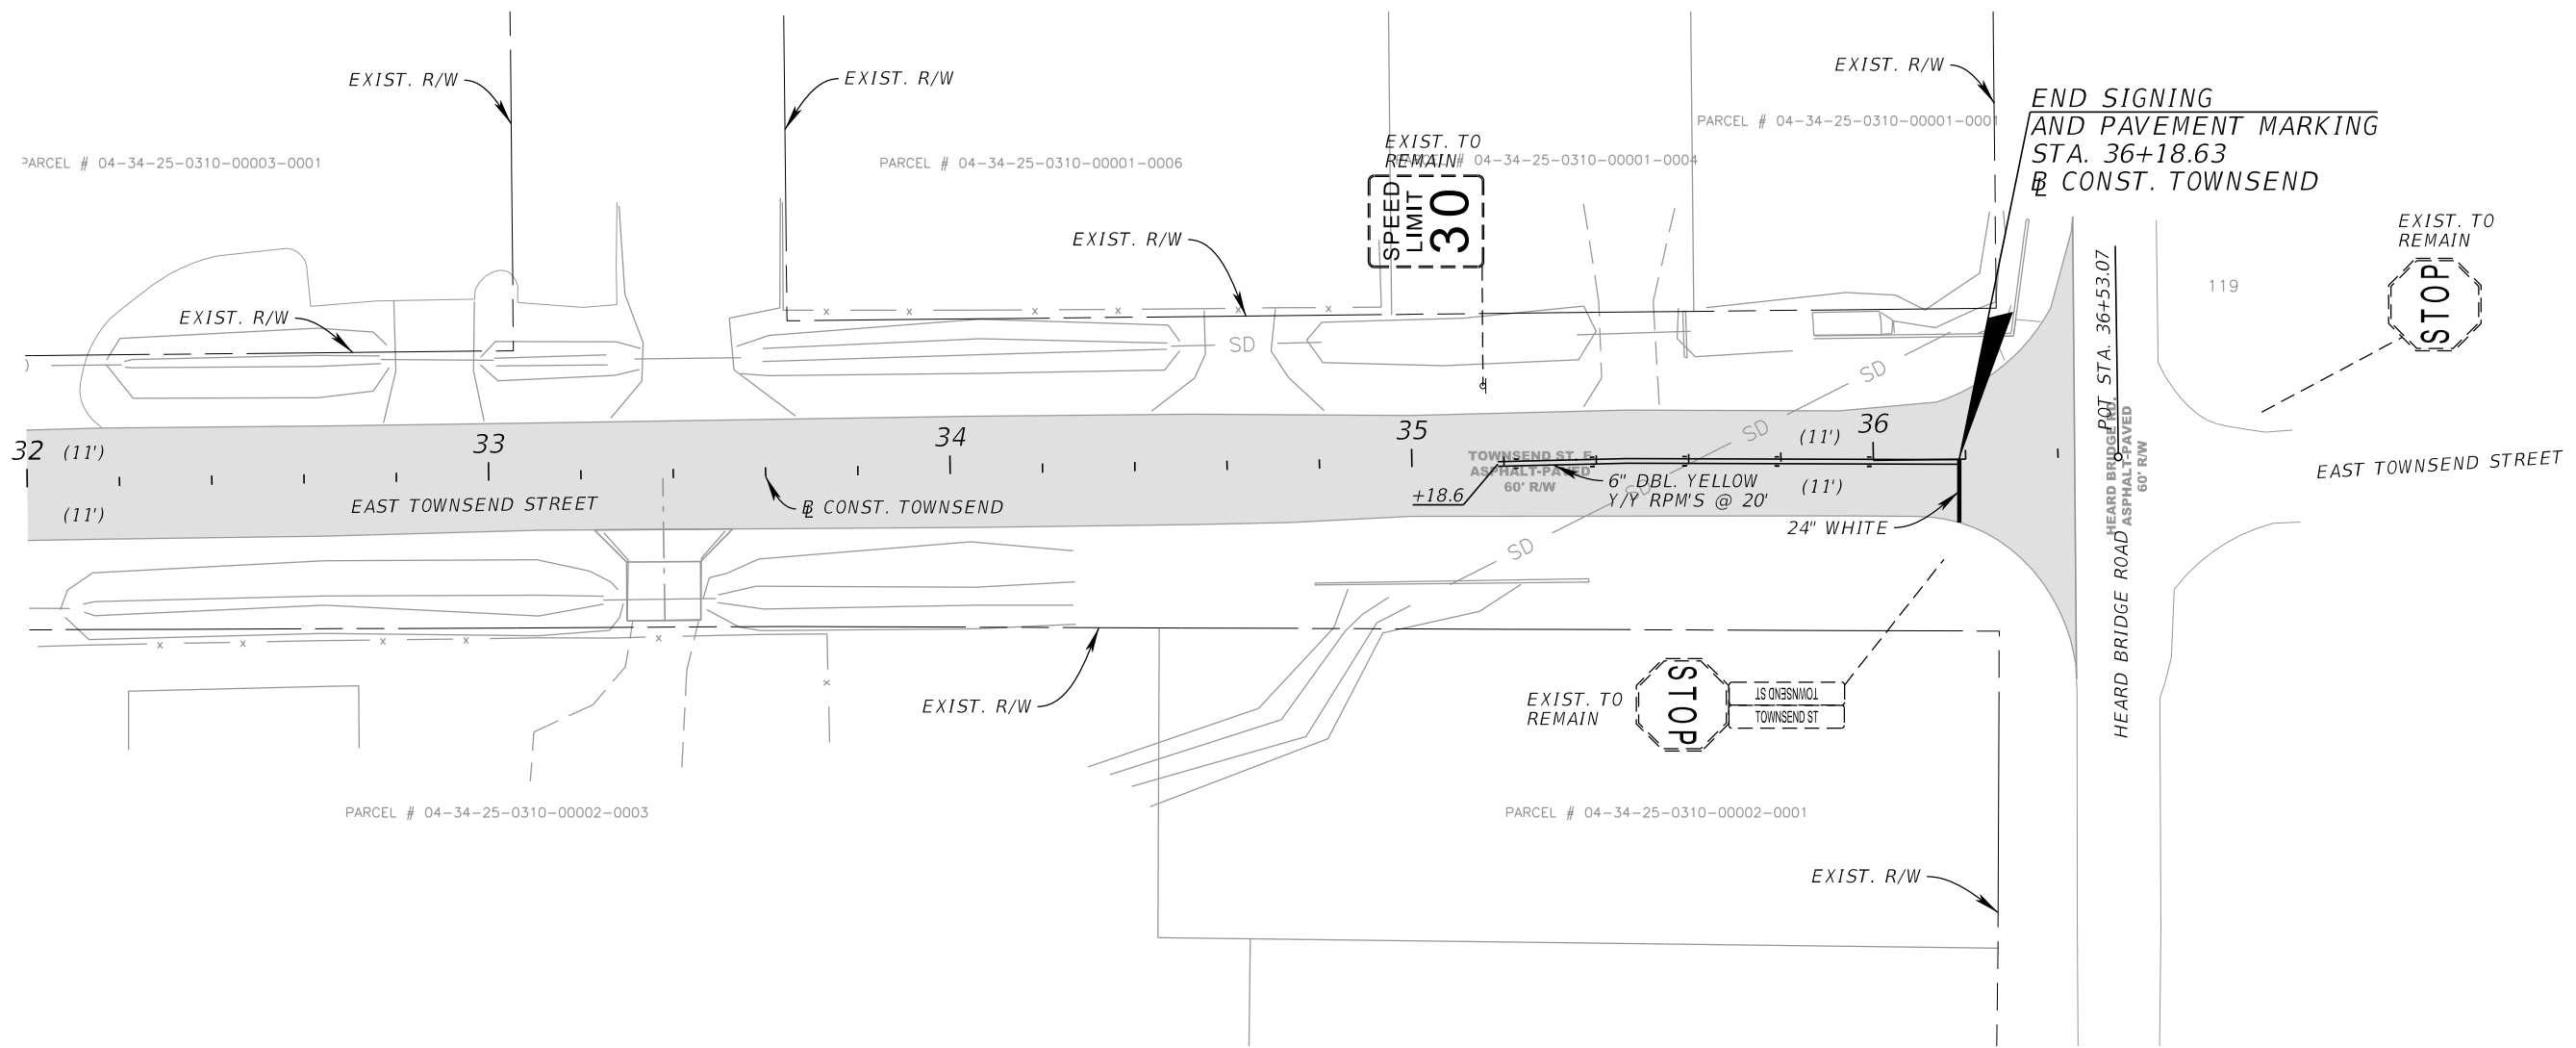 EXIST. R/W
EXIST. R/W
EXIST. R/W
END SIGNING
AND PAVEMENT MARKING
STA. 36+18.63
BL CONST. TOWNSEND
PARCEL # 04-34-25-0310-00003-0001
PARCEL # 04-34-25-0310-00001-0006
EXIST. TO
REMAIN
PARCEL # 04-34-25-0310-00001-0004
PARCEL # 04-34-25-0310-00001-0001
SPEED
LIMIT
30
EXIST. R/W
EXIST. R/W
EXIST. TO
REMAIN
STOP
119
POT STA. 36+53.07
SD
SD
SD
SD
SD
32
33
34
35
36
(11')
(11')
(11')
(11')
EAST TOWNSEND STREET
BL CONST. TOWNSEND
TOWNSEND ST. E
ASPHALT-PAVED
60' R/W
+18.6
6" DBL. YELLOW
Y/Y RPM'S @ 20'
24" WHITE
HEARD BRIDGE RD.
ASPHALT-PAVED
60' R/W
EAST TOWNSEND STREET
HEARD BRIDGE ROAD
EXIST. R/W
EXIST. TO
REMAIN
STOP
TOWNSEND ST
TOWNSEND ST
PARCEL # 04-34-25-0310-00002-0003
PARCEL # 04-34-25-0310-00002-0001
EXIST. R/W